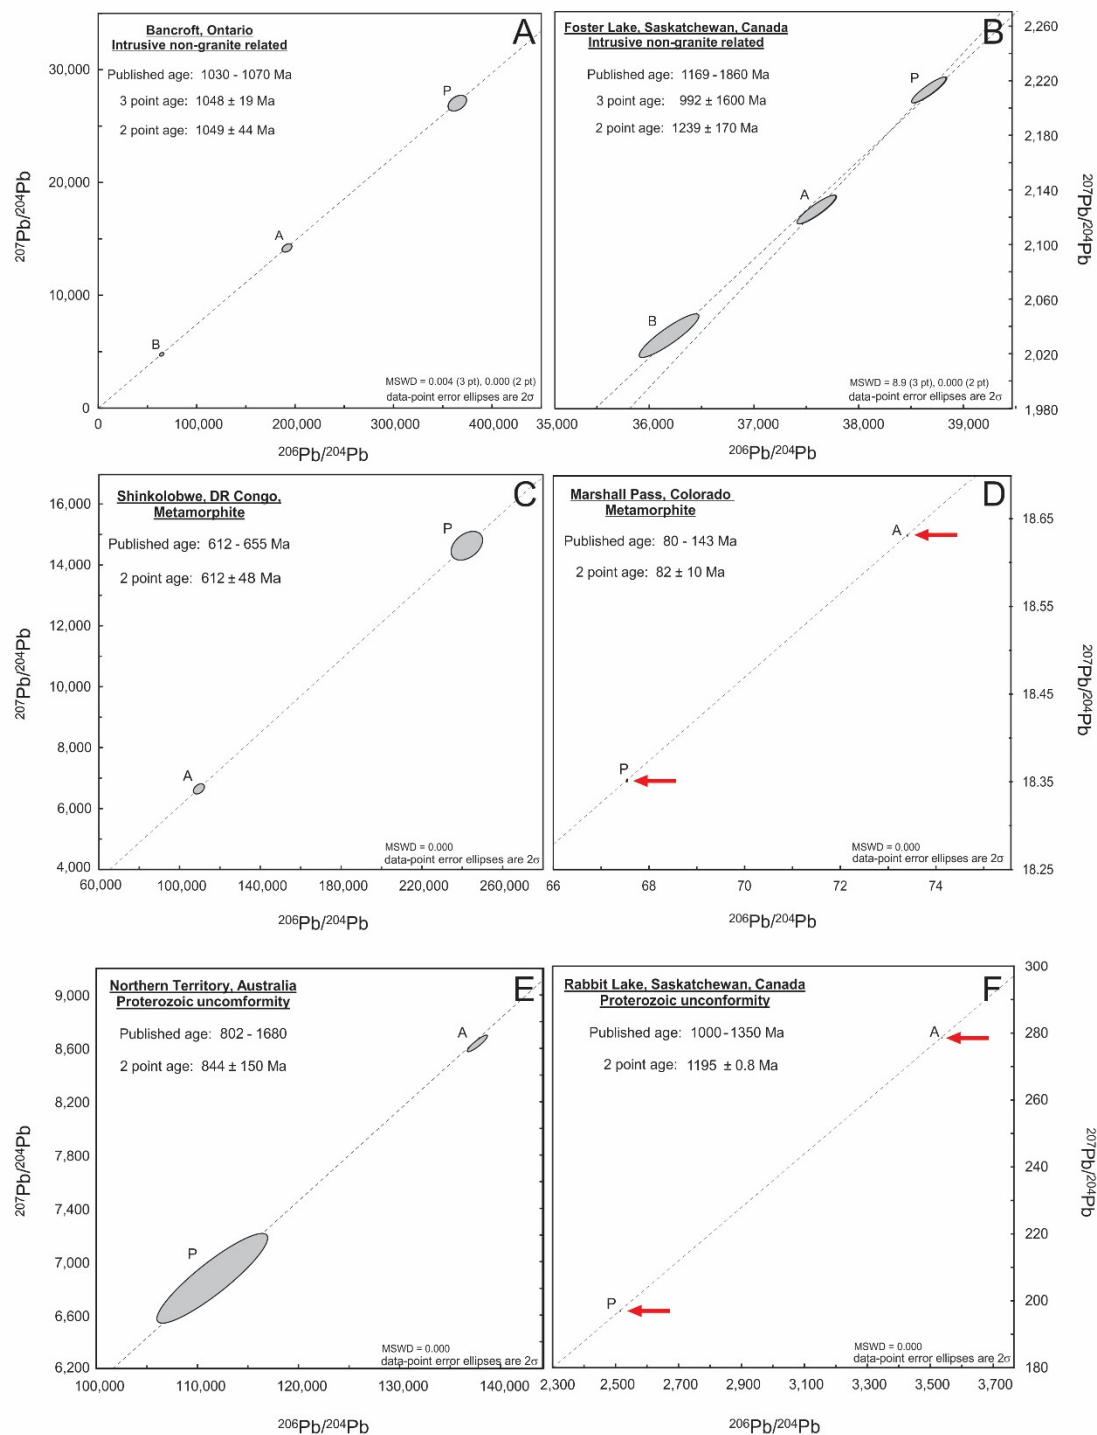 A
Bancroft, Ontario
Intrusive non-granite related
Published age: 1030 - 1070 Ma
3 point age: 1048 ± 19 Ma
2 point age: 1049 ± 44 Ma
30,000
20,000
10,000
0
207Pb/204Pb
P
A
B
MSWD = 0.004 (3 pt), 0.000 (2 pt)
data-point error ellipses are 2σ
0
100,000
200,000
300,000
400,000
206Pb/204Pb
B
Foster Lake, Saskatchewan, Canada
Intrusive non-granite related
Published age: 1169 - 1860 Ma
3 point age: 992 ± 1600 Ma
2 point age: 1239 ± 170 Ma
P
A
B
2,260
2,220
2,180
2,140
2,100
2,060
2,020
1,980
207Pb/204Pb
MSWD = 8.9 (3 pt), 0.000 (2 pt)
data-point error ellipses are 2σ
35,000
36,000
37,000
38,000
39,000
206Pb/204Pb
C
Shinkolobwe, DR Congo,
Metamorphite
Published age: 612 - 655 Ma
2 point age: 612 ± 48 Ma
16,000
14,000
12,000
10,000
8,000
6,000
4,000
207Pb/204Pb
P
A
MSWD = 0.000
data-point error ellipses are 2σ
60,000
100,000
140,000
180,000
220,000
260,000
206Pb/204Pb
D
Marshall Pass, Colorado
Metamorphite
Published age: 80 - 143 Ma
2 point age: 82 ± 10 Ma
A
P
18.65
18.55
18.45
18.35
18.25
207Pb/204Pb
MSWD = 0.000
data-point error ellipses are 2σ
66
68
70
72
74
206Pb/204Pb
E
Northern Territory, Australia
Proterozoic uncomformity
Published age: 802 - 1680
2 point age: 844 ± 150 Ma
9,000
8,600
8,200
7,800
7,400
7,000
6,600
6,200
207Pb/204Pb
A
P
MSWD = 0.000
data-point error ellipses are 2σ
100,000
110,000
120,000
130,000
140,000
206Pb/204Pb
F
Rabbit Lake, Saskatchewan, Canada
Proterozoic unconformity
Published age: 1000 - 1350 Ma
2 point age: 1195 ± 0.8 Ma
A
P
300
280
260
240
220
200
180
207Pb/204Pb
MSWD = 0.000
data-point error ellipses are 2σ
2,300
2,500
2,700
2,900
3,100
3,300
3,500
3,700
206Pb/204Pb